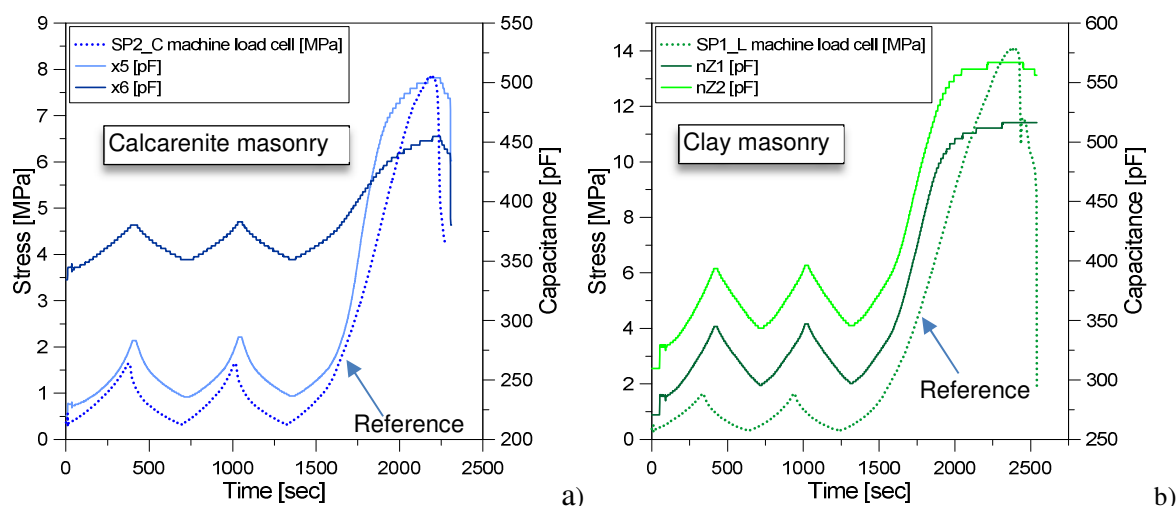 9
8
7
6
5
4
3
2
1
0
Stress [MPa]
550
500
450
400
350
300
250
200
Capacitance [pF]
SP2_C machine load cell [MPa]
x5 [pF]
x6 [pF]
Calcarenite masonry
Reference
0 500 1000 1500 2000 2500
Time [sec]
a)
14
12
10
8
6
4
2
0
Stress [MPa]
600
550
500
450
400
350
300
250
Capacitance [pF]
SP1_L machine load cell [MPa]
nZ1 [pF]
nZ2 [pF]
Clay masonry
Reference
0 500 1000 1500 2000 2500
Time [sec]
b)